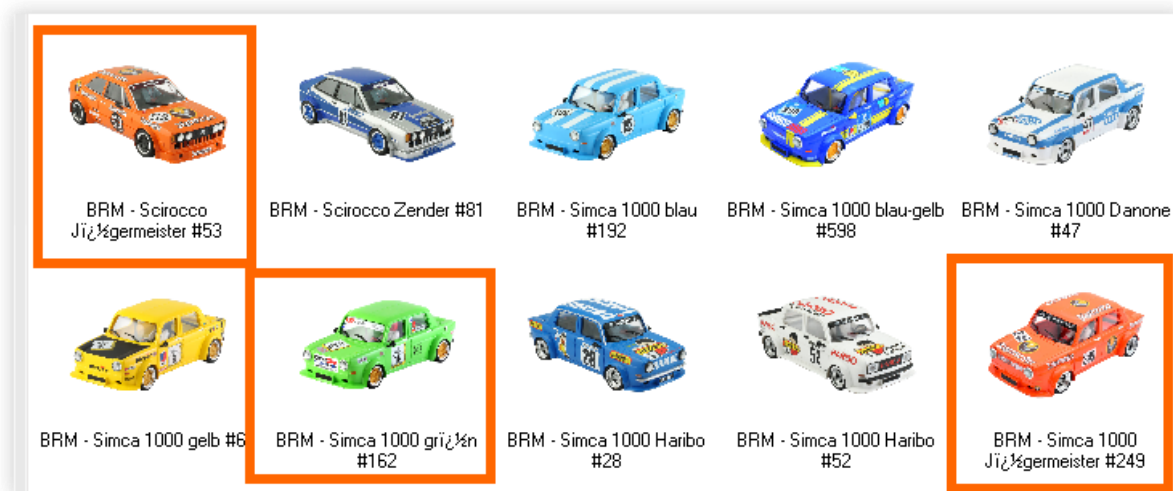 BRM - Scirocco
Jï¿½germeister #53
BRM - Scirocco Zender #81
BRM - Simca 1000 blau
#192
BRM - Simca 1000 blau-gelb
#598
BRM - Simca 1000 Danone
#47
BRM - Simca 1000 gelb #6
BRM - Simca 1000 grï¿½n
#162
BRM - Simca 1000 Haribo
#28
BRM - Simca 1000 Haribo
#52
BRM - Simca 1000
Jï¿½germeister #249